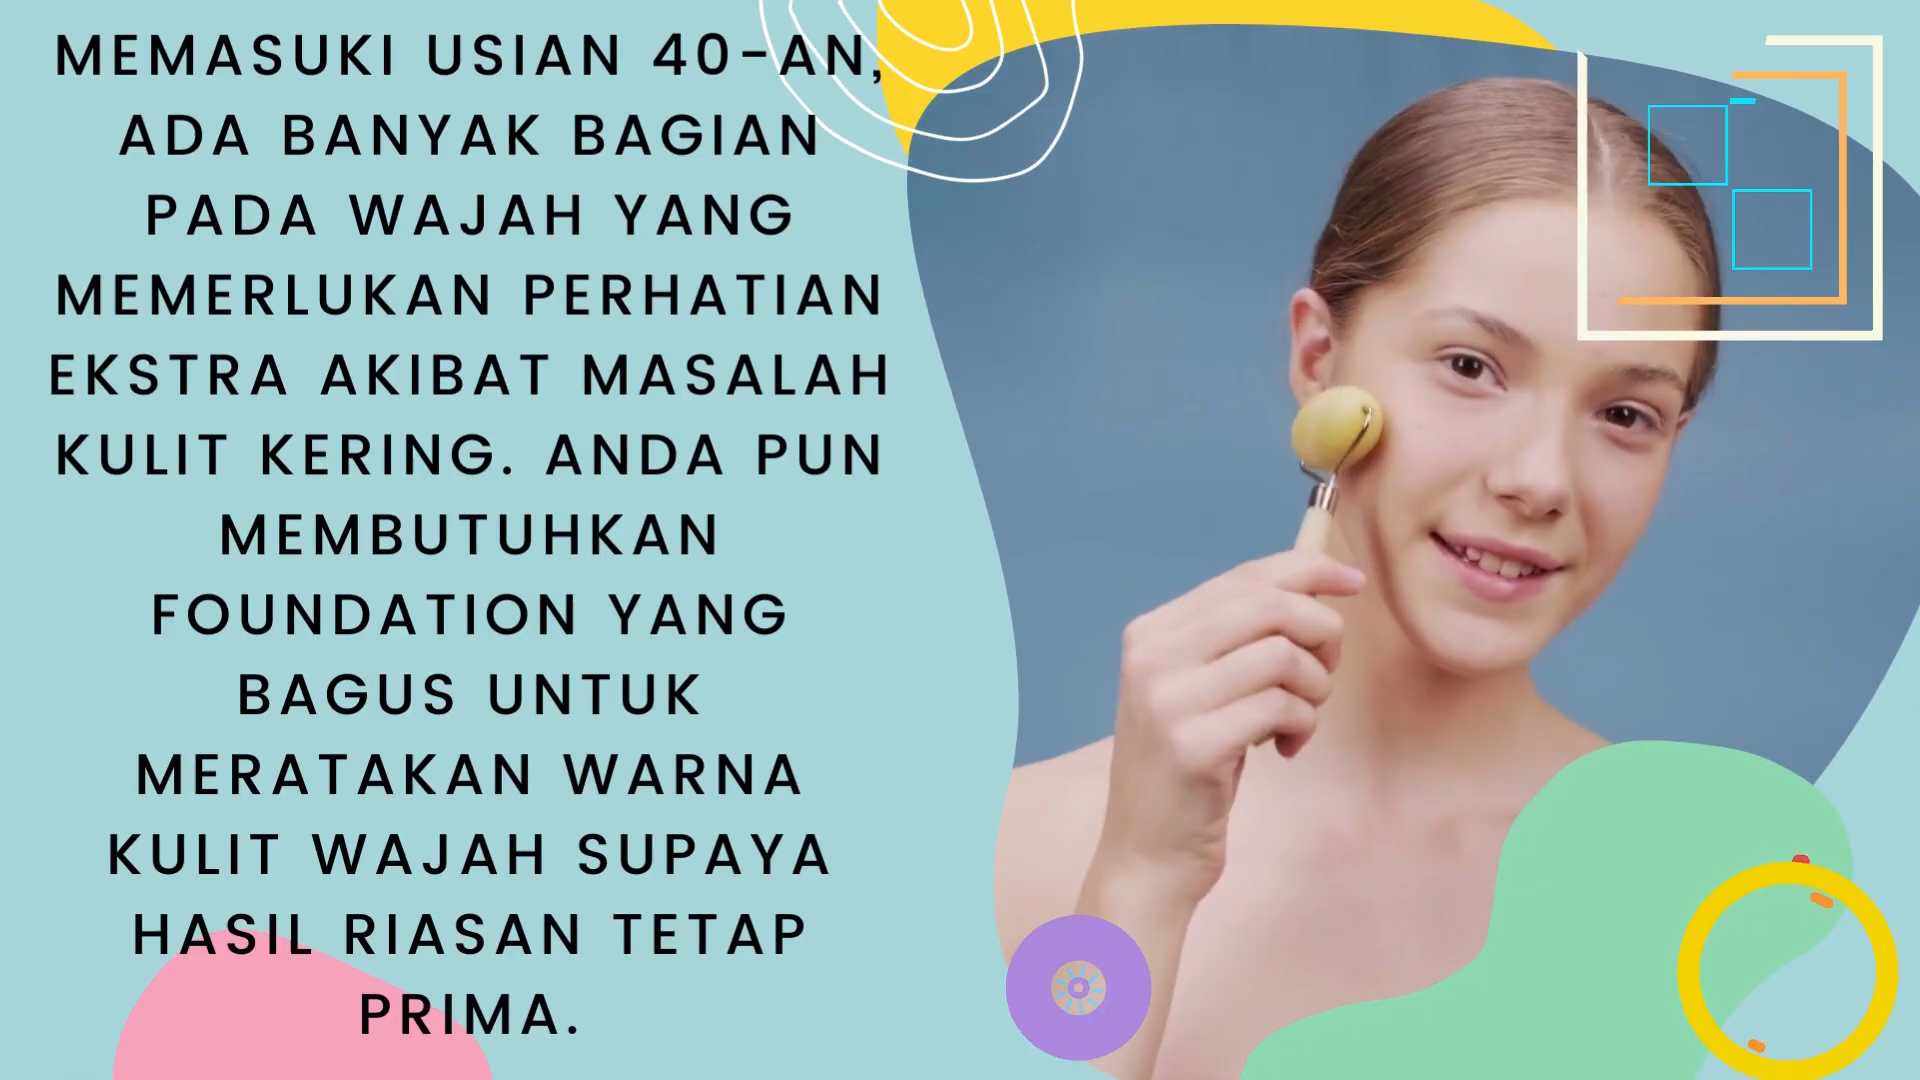 MEMASUKI USIAN 40-AN,
ADA BANYAK BAGIAN
PADA WAJAH YANG
MEMERLUKAN PERHATIAN
EKSTRA AKIBAT MASALAH
KULIT KERING. ANDA PUN
MEMBUTUHKAN
FOUNDATION YANG
BAGUS UNTUK
MERATAKAN WARNA
KULIT WAJAH SUPAYA
HASIL RIASAN TETAP
PRIMA.